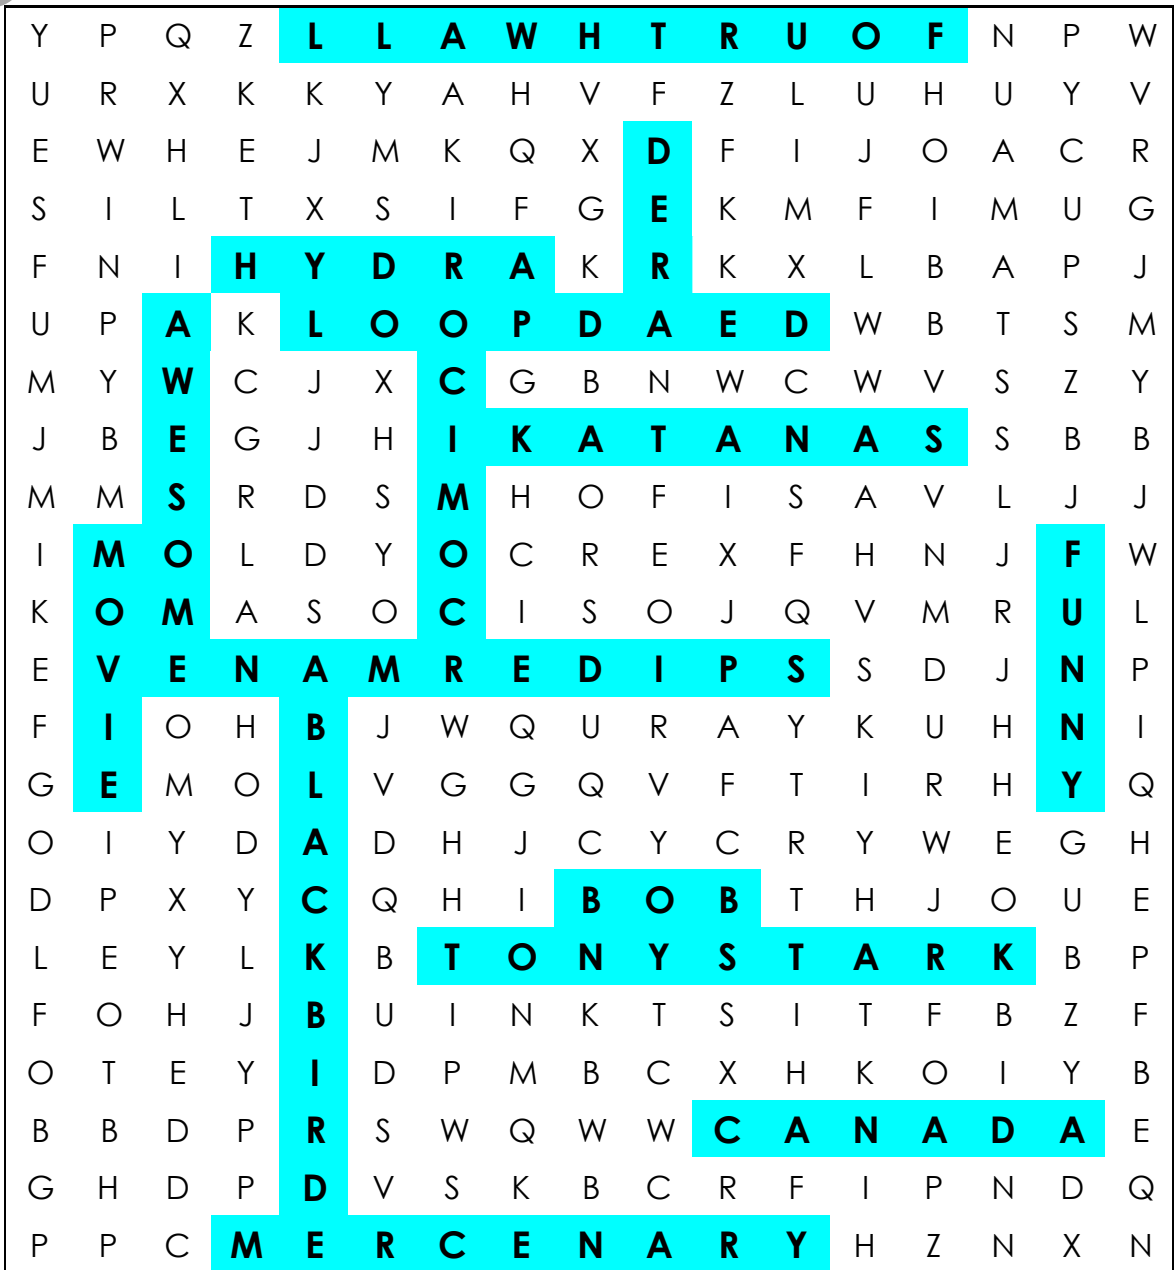 Y P Q Z L L A W H T R U O F N P W
U R X K K Y A H V F Z L U H U Y V
E W H E J M K Q X D F I J O A C R
S I L T X S I F G E K M F I M U G
F N I H Y D R A K R K X L B A P J
U P A K L O O P D A E D W B T S M
M Y W C J X C G B N W C W V S Z Y
J B E G J H I K A T A N A S S B B
M M S R D S M H O F I S A V L J J
I M O L D Y O C R E X F H N J F W
K O M A S O C I S O J Q V M R U L
E V E N A M R E D I P S S D J N P
F I O H B J W Q U R A Y K U H N I
G E M O L V G G Q V F T I R H Y Q
O I Y D A D H J C Y C R Y W E G H
D P X Y C Q H I B O B T H J O U E
L E Y L K B T O N Y S T A R K B P
F O H J B U I N K T S I T F B Z F
O T E Y I D P M B C X H K O I Y B
B B D P R S W Q W W C A N A D A E
G H D P D V S K B C R F I P N D Q
P P C M E R C E N A R Y H Z N X N